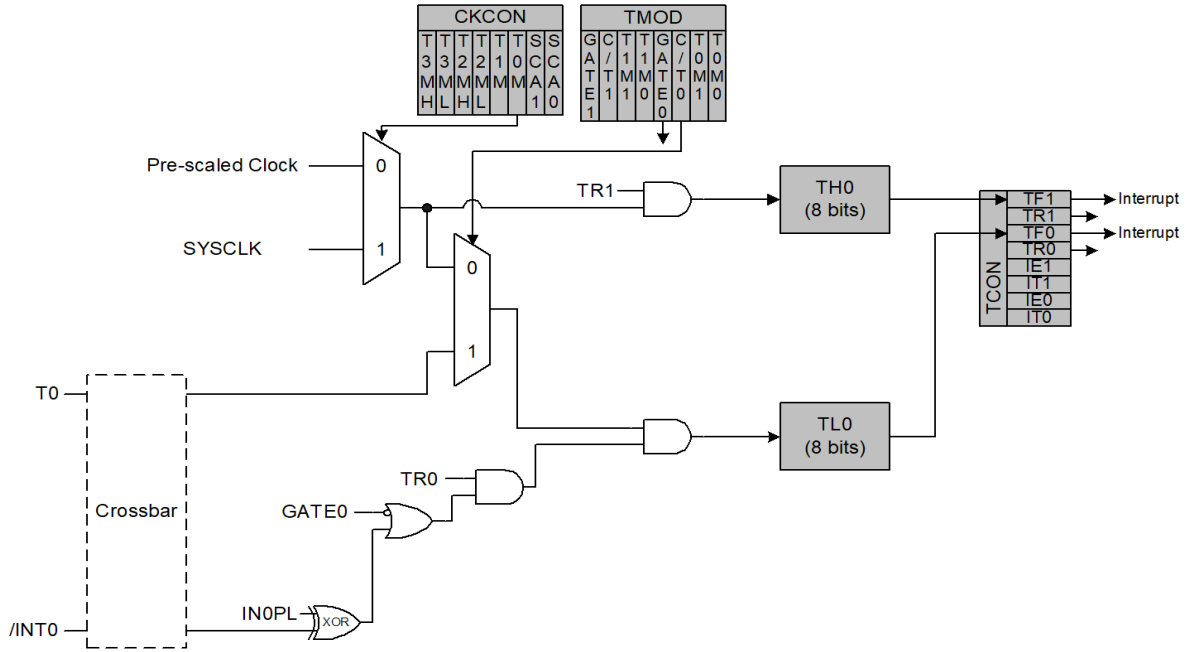 CKCON
TMOD
T3MH
T3ML
T2MH
T2ML
T1M
T0M
SCA1
SCA0
GATE1
C/T1
T1M1
T1M0
GATE0
C/T0
T0M1
T0M0
Pre-scaled Clock
0
SYSCLK
1
TR1
TH0
(8 bits)
TCON
TF1
Interrupt
TR1
TF0
Interrupt
TR0
IE1
IT1
IE0
IT0
0
1
T0
TL0
(8 bits)
TR0
GATE0
Crossbar
IN0PL
XOR
/INT0